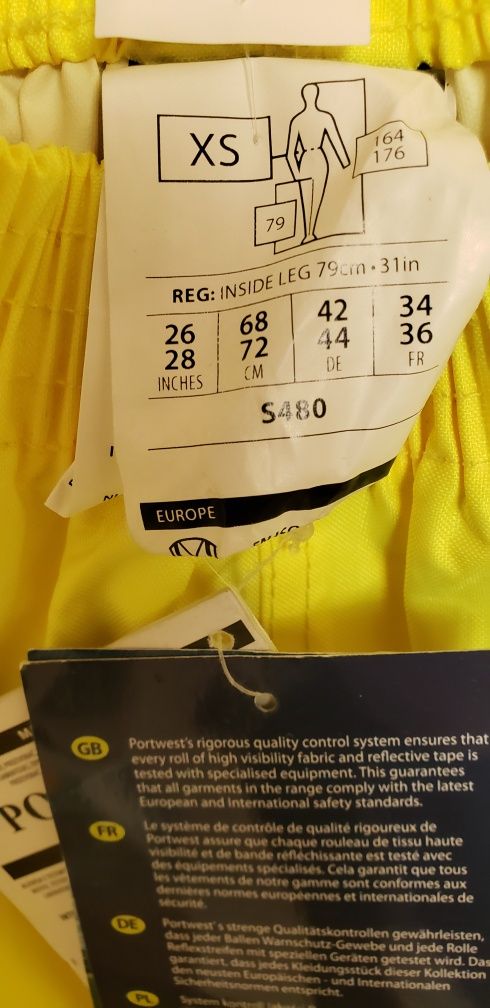 XS
164
176
79
REG: INSIDE LEG 79cm • 31in
26 28 INCHES
68 72 CM
42 44 DE
34 36 FR
S480
EUROPE
GB
Portwest's rigorous quality control system ensures that
every roll of high visibility fabric and reflective tape is
tested with specialised equipment. This guarantees
that all garments in the range comply with the latest
European and International safety standards.
FR
Le système de contrôle de qualité rigoureux de
Portwest assure que chaque rouleau de tissu haute
visibilité et de bande réfléchissante est testé avec
des équipements spécialisés. Cela garantit que tous
les vêtements de notre gamme sont conformes aux
dernières normes européennes et internationales de
sécurité.
DE
Portwest's strenge Qualitätskontrollen gewährleisten,
dass jeder Ballen Warnschutz-Gewebe und jede Rolle
Reflexstreifen mit speziellen Geräten getestet wird. Das
garantiert, dass jedes Kleidungsstück dieser Kollektion
den neusten Europäischen - und Internationalen
Sicherheitsnormen entspricht.
PL
System kontroli
PO